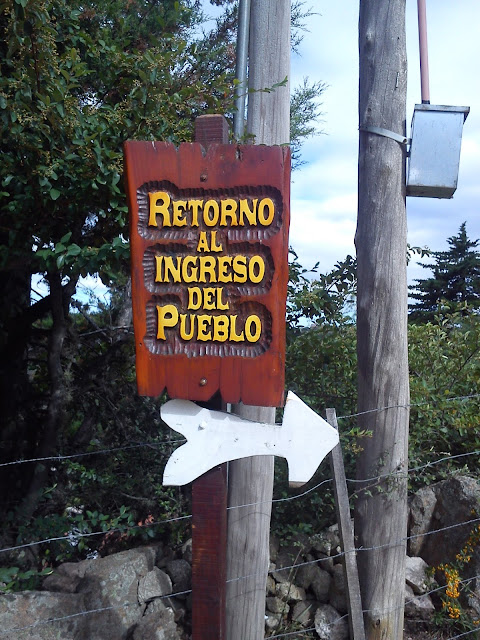 RETORNO
AL
INGRESO
DEL
PUEBLO